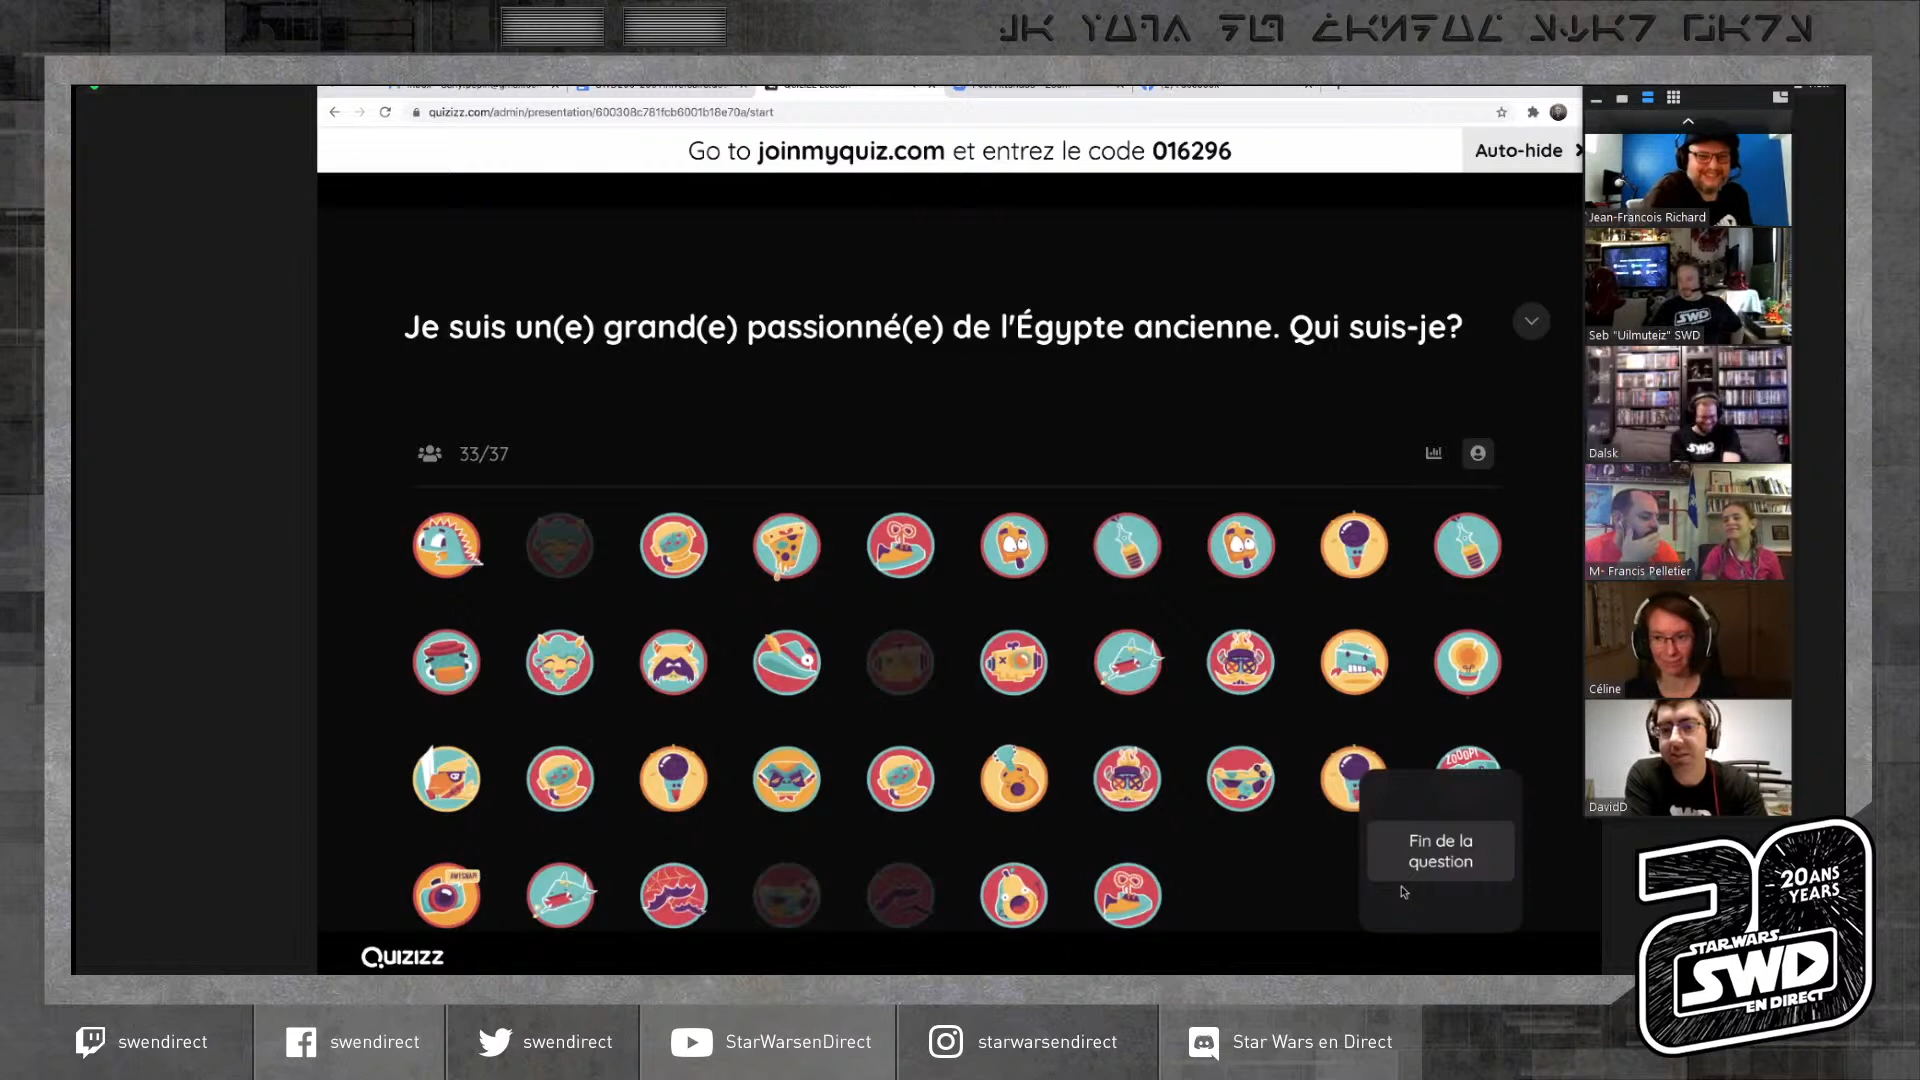 quizizz.com/admin/presentation/600308c781fcb6001b18e70a/start
Go to joinmyquiz.com et entrez le code 016296
Auto-hide
Je suis un(e) grand(e) passionné(e) de l'Égypte ancienne. Qui suis-je?
33/37
ZOOOP!
Fin de la
question
Quizizz
Jean-Francois Richard
Seb "Uilmuteiz" SWD
SWD
Dalsk
SWD
M- Francis Pelletier
Céline
DavidD
20 ANS
YEARS
STAR WARS
SWD
EN DIRECT
swendirect
swendirect
swendirect
StarWarsenDirect
starwarsendirect
Star Wars en Direct